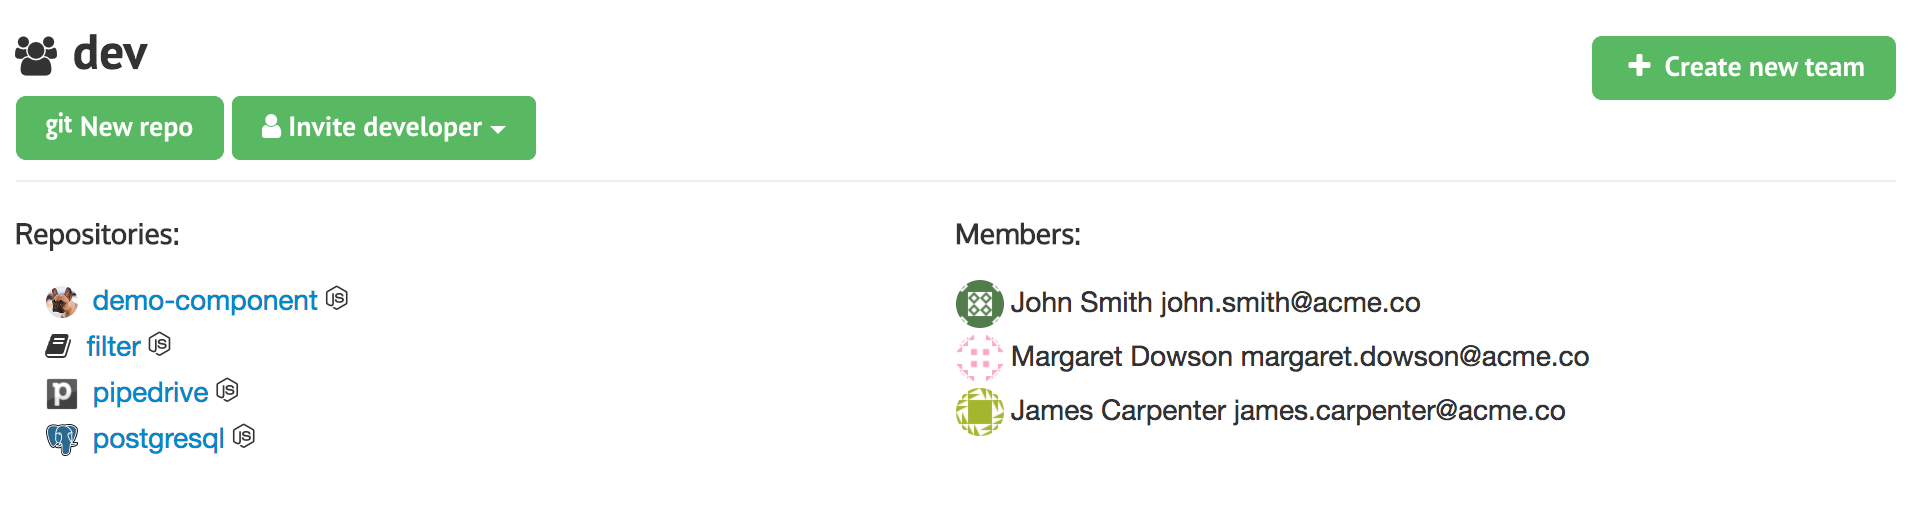 dev
Create new team
git New repo
Invite developer
Repositories:
demo-component JS
filter JS
p pipedrive JS
postgresql JS
Members:
John Smith john.smith@acme.co
Margaret Dowson margaret.dowson@acme.co
James Carpenter james.carpenter@acme.co